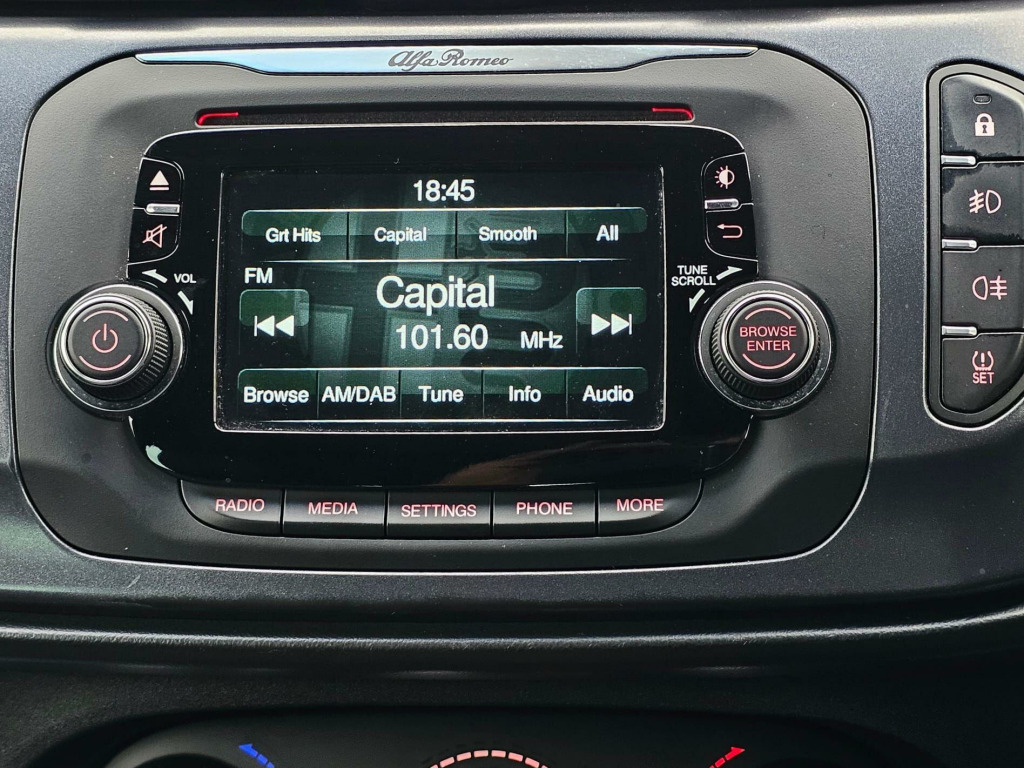 Alfa Romeo
18:45
Grt Hits Capital Smooth All
FM
Capital
101.60 MHz
Browse AM/DAB Tune Info Audio
VOL
TUNE
SCROLL
BROWSE
ENTER
RADIO MEDIA SETTINGS PHONE MORE
SET